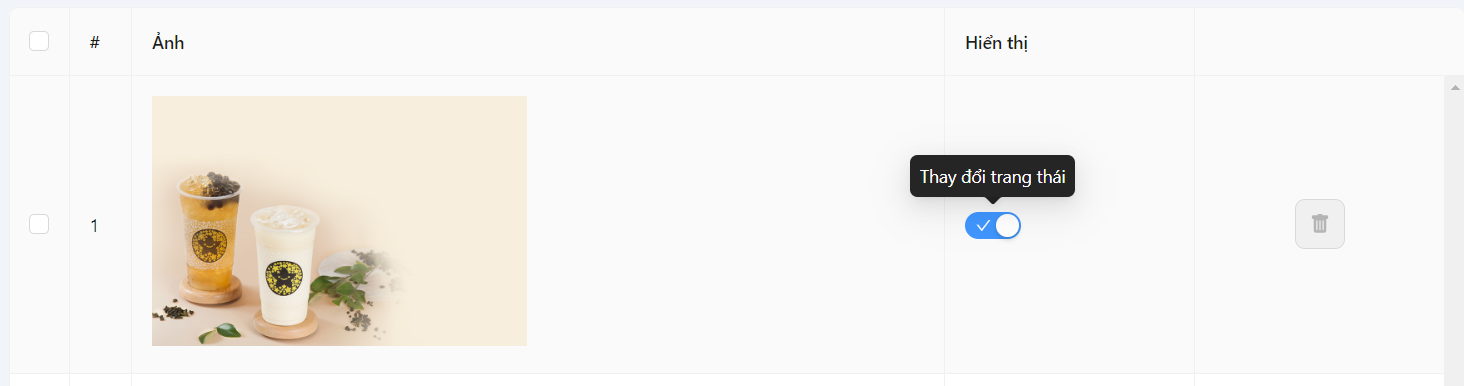 #
Ảnh
Hiển thị
Thay đổi trang thái
1